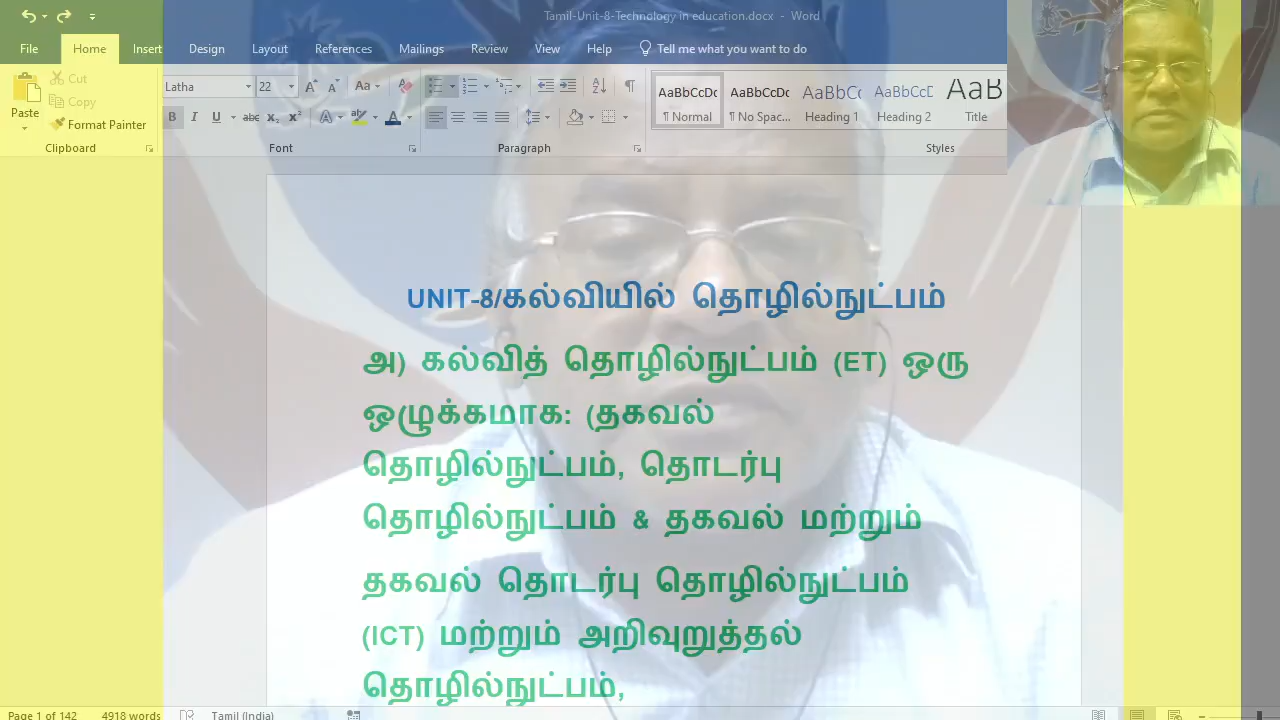 Tamil-Unit-8-Technology in education.docx - Word
File Home Insert Design Layout References Mailings Review View Help Tell me what you want to do
Cut
Copy
Paste
Format Painter
Clipboard
Latha 22
Font
Paragraph
AaBbCcDc AaBbCcDc AaBbCc AaBbCcD AaB
¶ Normal ¶ No Spac... Heading 1 Heading 2 Title
Styles
UNIT-8/கல்வியில் தொழில்நுட்பம்
அ) கல்வித் தொழில்நுட்பம் (ET) ஒரு
ஒழுக்கமாக: (தகவல்
தொழில்நுட்பம், தொடர்பு
தொழில்நுட்பம் & தகவல் மற்றும்
தகவல் தொடர்பு தொழில்நுட்பம்
(ICT) மற்றும் அறிவுறுத்தல்
தொழில்நுட்பம்,
Page 1 of 142 4918 words Tamil (India)